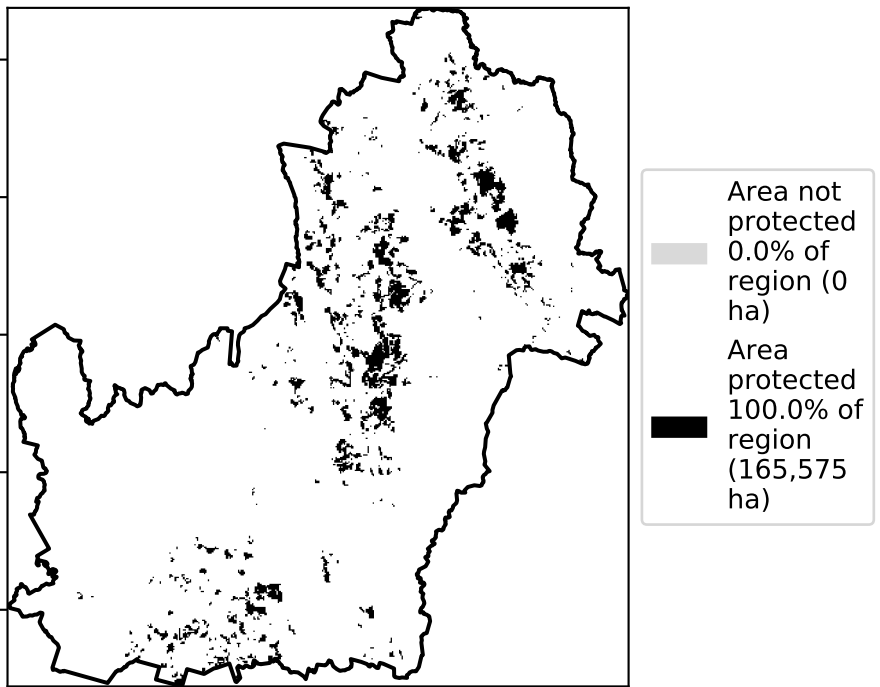 Area not
protected
0.0% of
region (0
ha)
Area
protected
100.0% of
region
(165,575
ha)